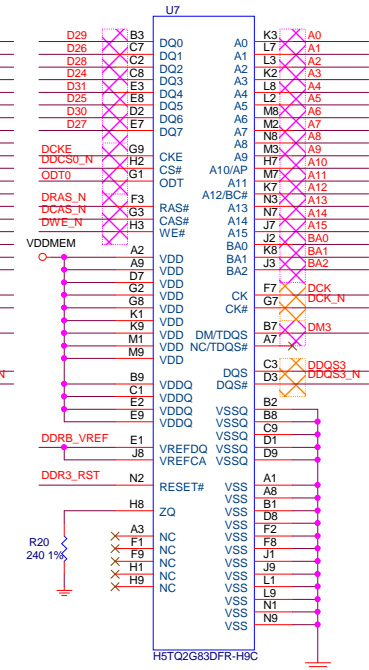 U7
D29 B3 DQ0 A0 K3 A0
D26 C7 DQ1 A1 L7 A1
D28 C2 DQ2 A2 L3 A2
D24 C8 DQ3 A3 K2 A3
D31 E3 DQ4 A4 L8 A4
D25 E8 DQ5 A5 L2 A5
D30 D2 DQ6 A6 M8 A6
D27 E7 DQ7 A7 M2 A7
A8 N8 A8
DCKE G9 CKE A9 M3 A9
DDCS0_N H2 CS# A10/AP H7 A10
ODT0 G1 ODT A11 M7 A11
A12/BC# K7 A12
DRAS_N F3 RAS# A13 N3 A13
DCAS_N G3 CAS# A14 N7 A14
DWE_N H3 WE# A15 J7 A15
VDDMEM BA0 J2 BA0
A2 VDD BA1 K8 BA1
A9 VDD BA2 J3 BA2
D7 VDD
G2 VDD CK F7 DCK
G8 VDD CK# G7 DCK_N
K1 VDD
K9 VDD DM/TDQS B7 DM3
M1 VDD NC/TDQS# A7
M9 VDD
DQS C3 DDQS3
B9 VDDQ DQS# D3 DDQS3_N
C1 VDDQ
E2 VDDQ VSSQ B2
E9 VDDQ VSSQ B8
VSSQ C9
DDRB_VREF E1 VREFDQ VSSQ D1
J8 VREFCA VSSQ D9
DDR3_RST N2 RESET# VSS A1
VSS A8
H8 ZQ VSS B1
VSS D8
A3 NC VSS F2
R20 F1 NC VSS F8
240 1% F9 NC VSS J1
H1 NC VSS J9
H9 NC VSS L1
VSS L9
VSS N1
VSS N9
H5TQ2G83DFR-H9C